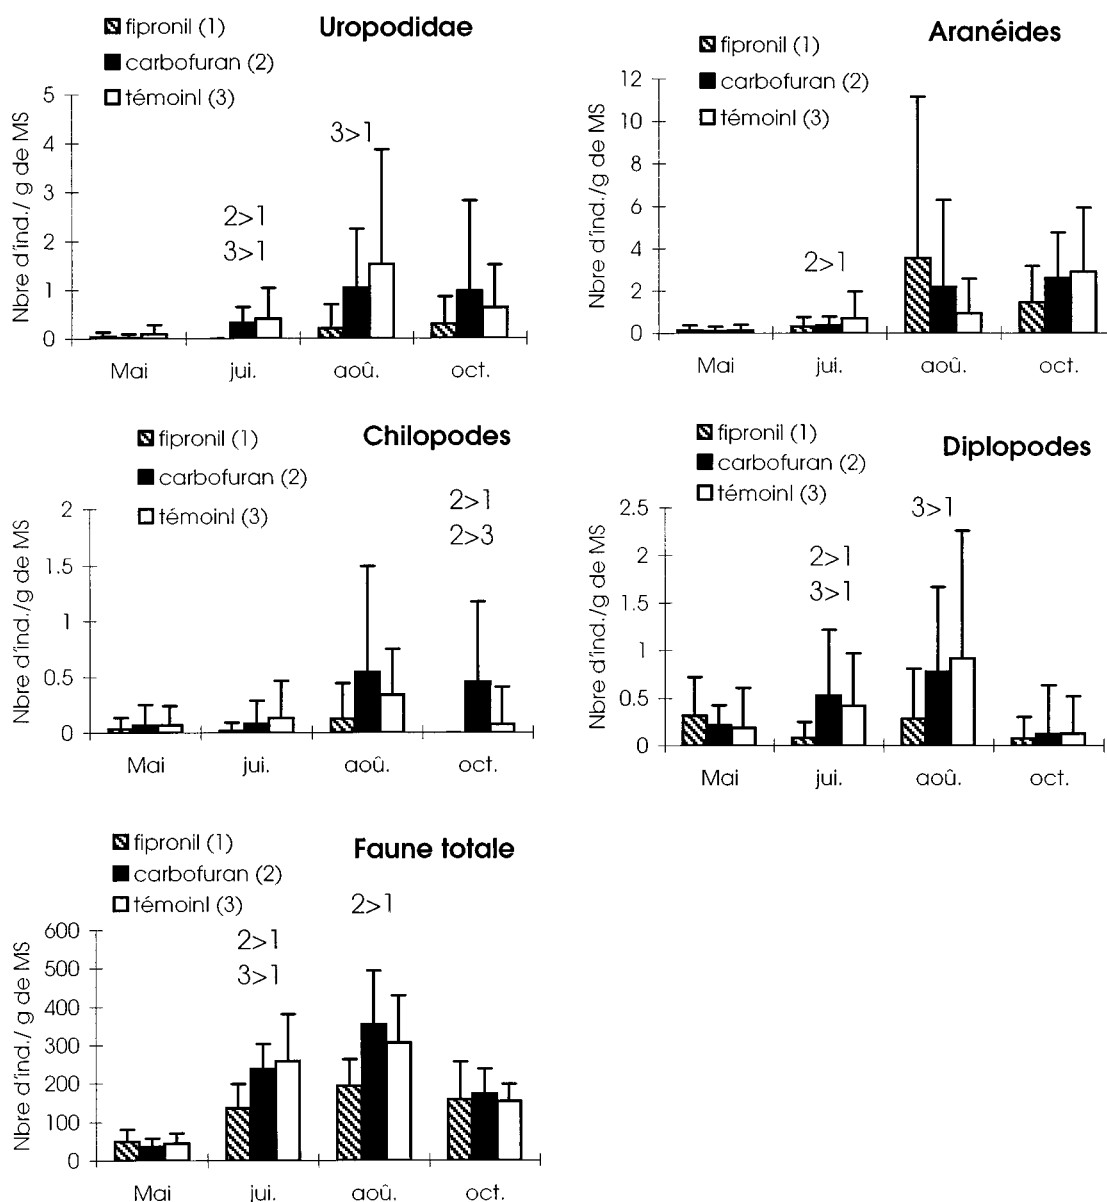 Uropodidae
fipronil (1)
carbofuran (2)
témoinl (3)
Nbre d'ind./ g de MS
5
4
3
2
1
0
2>1
3>1
3>1
Mai jui. aoû. oct.
Aranéides
fipronil (1)
carbofuran (2)
témoinl (3)
Nbre d'ind./g de MS
12
10
8
6
4
2
0
2>1
Mai jui. aoû. oct.
Chilopodes
fipronil (1)
carbofuran (2)
témoinl (3)
Nbre d'ind./g de MS
2
1.5
1
0.5
0
2>1
2>3
Mai jui. aoû. oct.
Diplopodes
fipronil (1)
carbofuran (2)
témoinl (3)
Nbre d'ind./g de MS
2.5
2
1.5
1
0.5
0
2>1
3>1
3>1
Mai jui. aoû. oct.
Faune totale
fipronil (1)
carbofuran (2)
témoinl (3)
Nbre d'ind./ g de MS
600
500
400
300
200
100
0
2>1
3>1
2>1
Mai jui. aoû. oct.